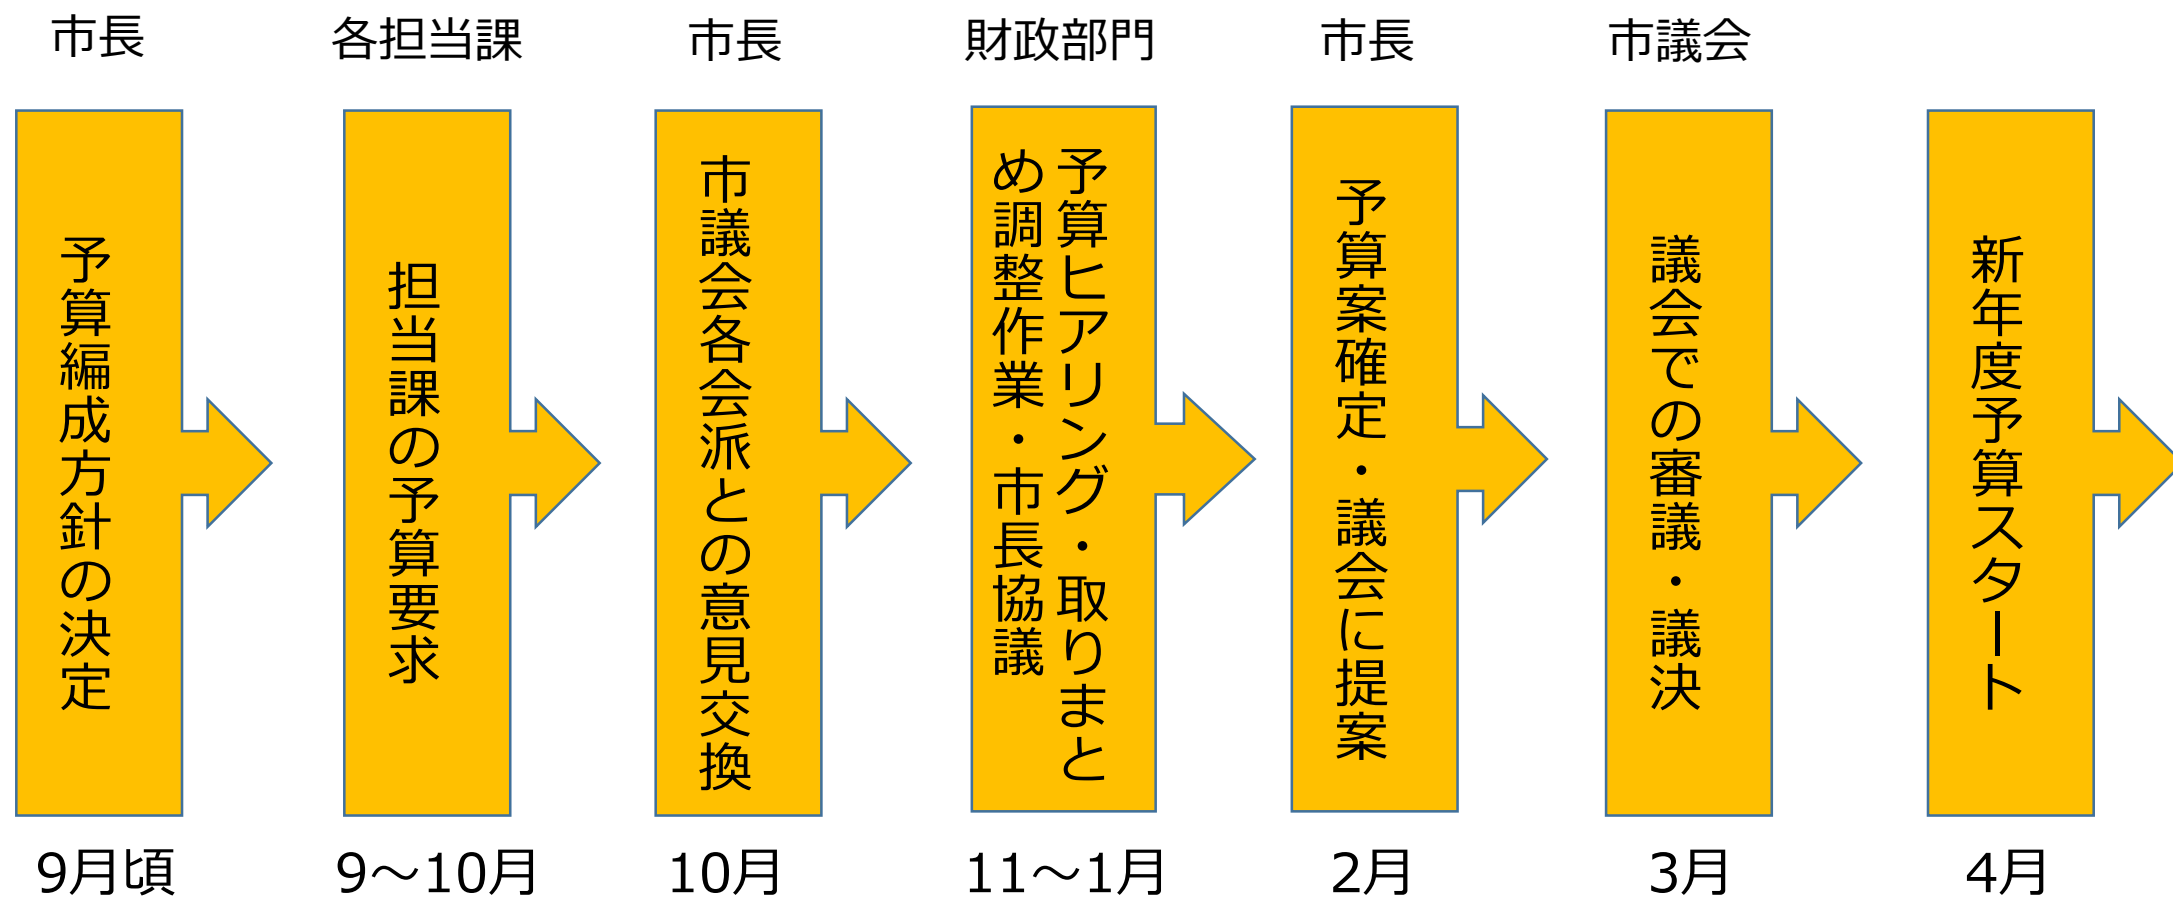 市長
各担当課
市長
財政部門
市長
市議会
予算編成方針の決定
担当課の予算要求
市議会各会派との意見交換
予算ヒアリング・取りまと
め調整作業・市長協議
予算案確定・議会に提案
議会での審議・議決
新年度予算スタート
9月頃
9～10月
10月
11～1月
2月
3月
4月